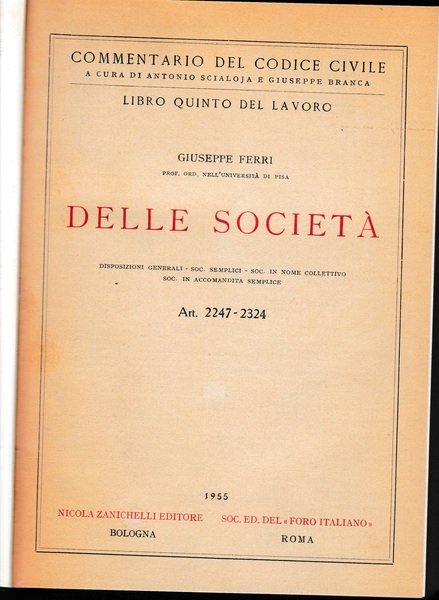 COMMENTARIO DEL CODICE CIVILE
A CURA DI ANTONIO SCIALOJA E GIUSEPPE BRANCA
LIBRO QUINTO DEL LAVORO
GIUSEPPE FERRI
PROF. ORD. NELL'UNIVERSITÀ DI PISA
DELLE SOCIETÀ
DISPOSIZIONI GENERALI - SOC. SEMPLICI - SOC. IN NOME COLLETTIVO
SOC. IN ACCOMANDITA SEMPLICE
Art. 2247-2324
1955
NICOLA ZANICHELLI EDITORE SOC. ED. DEL «FORO ITALIANO»
BOLOGNA ROMA